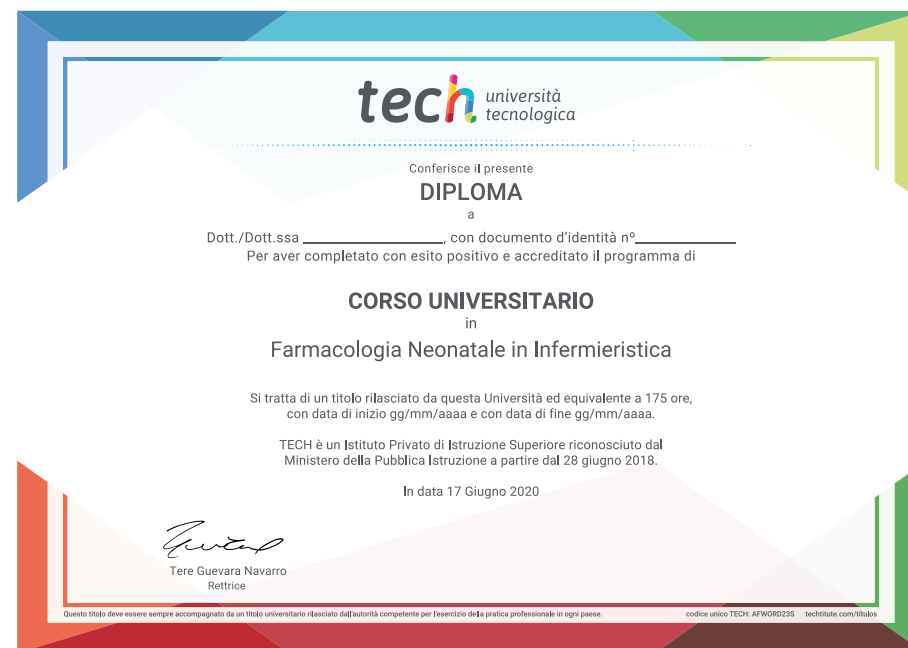 tech università
tecnologica
Conferisce il presente
DIPLOMA
a
Dott./Dott.ssa ____________________, con documento d'identità nº______________
Per aver completato con esito positivo e accreditato il programma di
CORSO UNIVERSITARIO
in
Farmacologia Neonatale in Infermieristica
Si tratta di un titolo rilasciato da questa Università ed equivalente a 175 ore,
con data di inizio gg/mm/aaaa e con data di fine gg/mm/aaaa.
TECH è un Istituto Privato di Istruzione Superiore riconosciuto dal
Ministero della Pubblica Istruzione a partire dal 28 giugno 2018.
In data 17 Giugno 2020
Tere Guevara Navarro
Rettrice
Questo titolo deve essere sempre accompagnato da un titolo universitario rilasciato dall'autorità competente per l'esercizio della pratica professionale in ogni paese. codice unico TECH: AFWORD23S techtitute.com/titulos